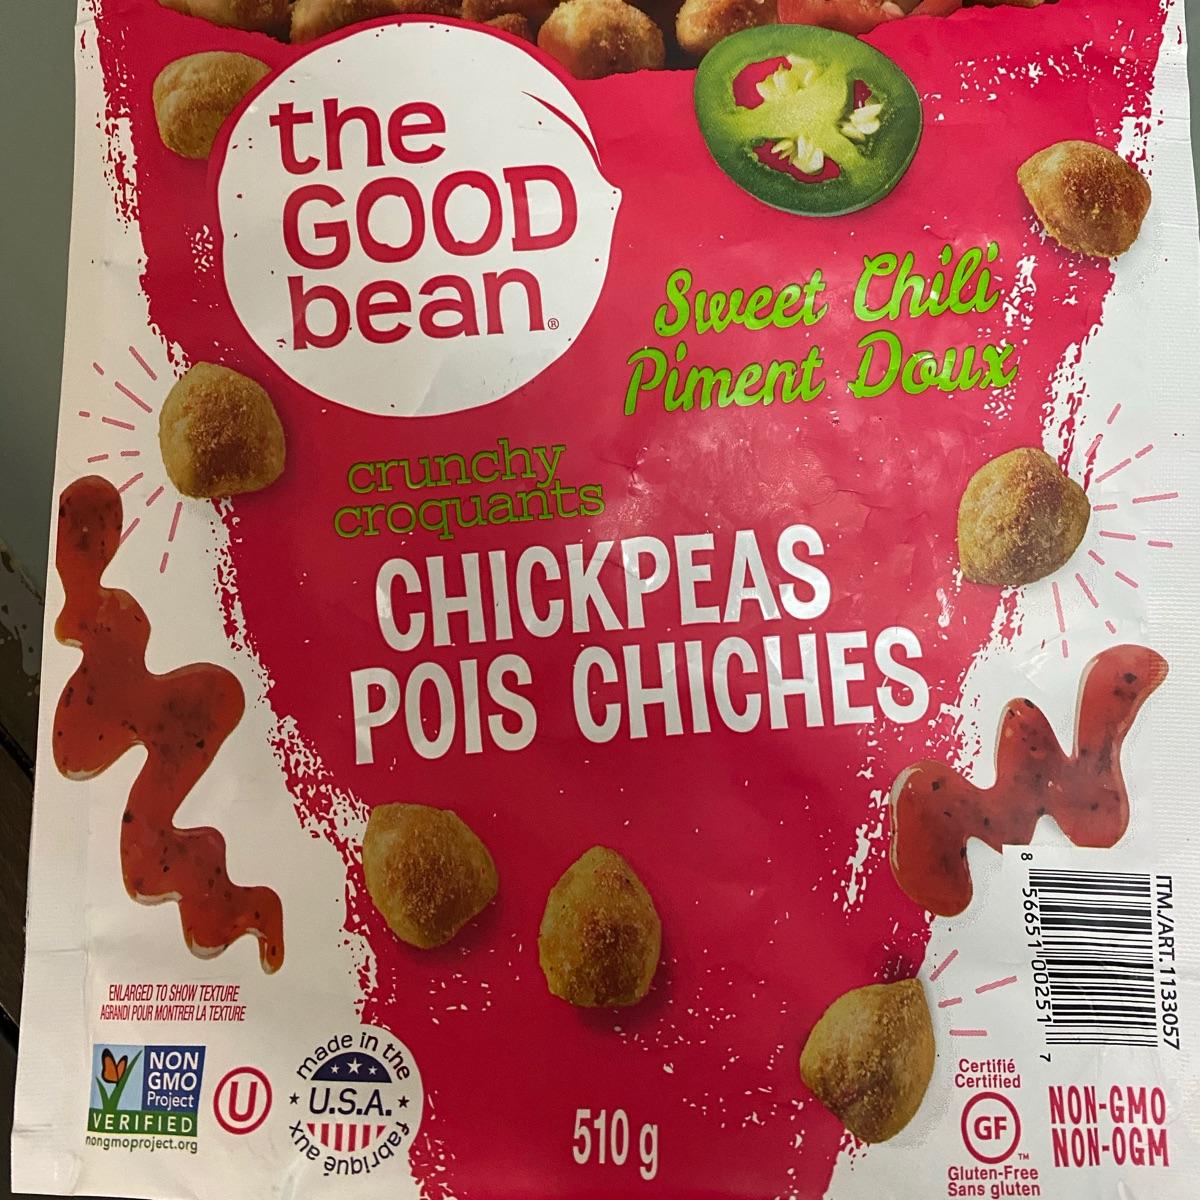 the
GOOD
bean®
Sweet Chili
Piment Doux
crunchy
croquants
CHICKPEAS
POIS CHICHES
ITM./ART. 1133057
8 56651 00251 7
ENLARGED TO SHOW TEXTURE
AGRANDI POUR MONTRER LA TEXTURE
NON
GMO
Project
VERIFIED
nongmoproject.org
U
made in the
U.S.A.
fabriqué aux
510 g
Certifié
Certified
GF
TM
Gluten-Free
Sans gluten
NON-GMO
NON-OGM